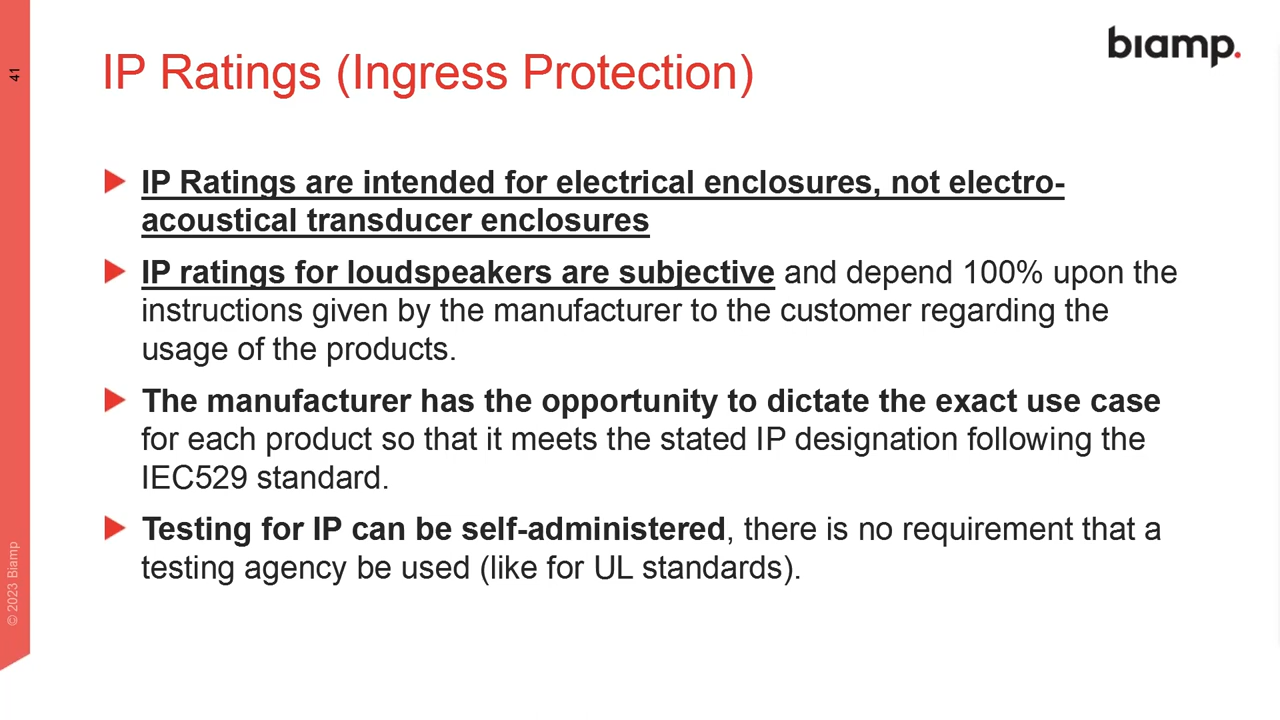 41
IP Ratings (Ingress Protection)
biamp.
IP Ratings are intended for electrical enclosures, not electro-
acoustical transducer enclosures
IP ratings for loudspeakers are subjective and depend 100% upon the
instructions given by the manufacturer to the customer regarding the
usage of the products.
The manufacturer has the opportunity to dictate the exact use case
for each product so that it meets the stated IP designation following the
IEC529 standard.
Testing for IP can be self-administered, there is no requirement that a
testing agency be used (like for UL standards).
© 2023 Biamp